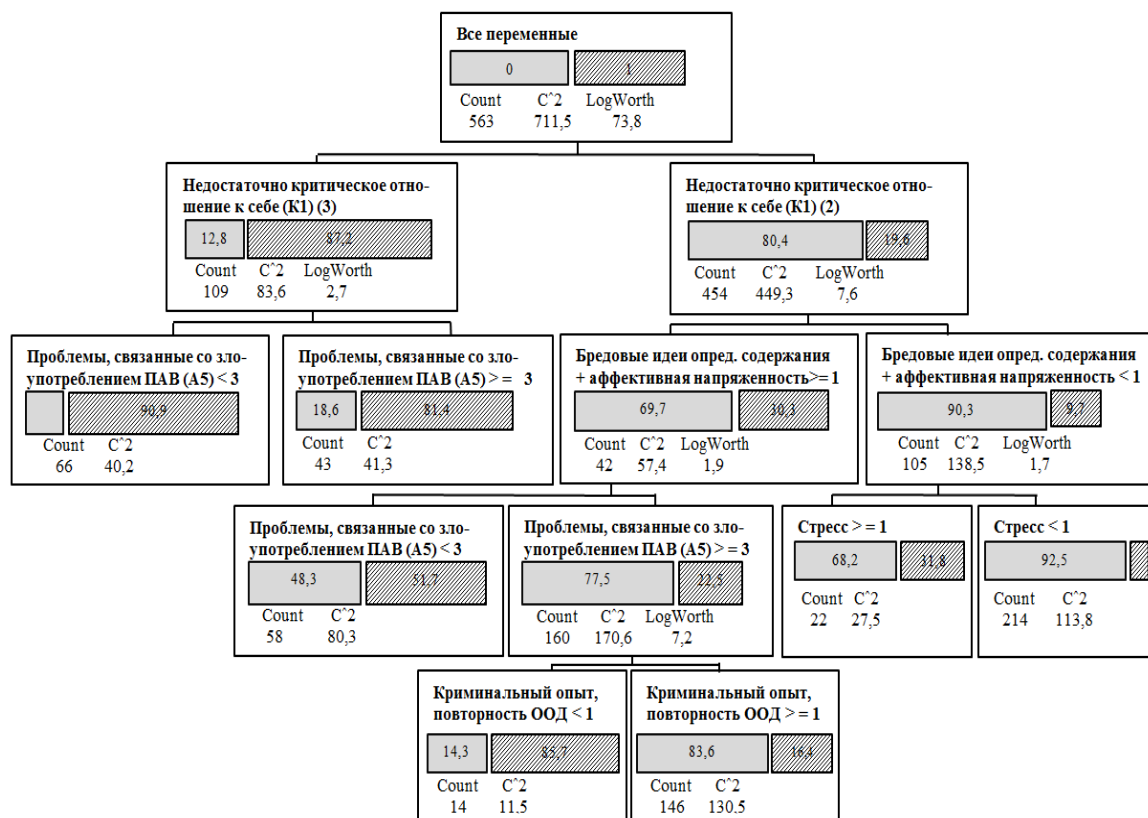 Все переменные
0 1
Count C^2 LogWorth
563 711,5 73,8
Недостаточно критическое отно-
шение к себе (К1) (3)
12,8 87,2
Count C^2 LogWorth
109 83,6 2,7
Недостаточно критическое отно-
шение к себе (К1) (2)
80,4 19,6
Count C^2 LogWorth
454 449,3 7,6
Проблемы, связанные со зло-
употреблением ПАВ (А5) < 3
90,9
Count C^2
66 40,2
Проблемы, связанные со зло-
употреблением ПАВ (А5) > = 3
18,6 81,4
Count C^2
43 41,3
Бредовые идеи опред. содержания
+ аффективная напряженность>= 1
69,7 30,3
Count C^2 LogWorth
42 57,4 1,9
Бредовые идеи опред. содержания
+ аффективная напряженность < 1
90,3 9,7
Count C^2 LogWorth
105 138,5 1,7
Проблемы, связанные со зло-
употреблением ПАВ (А5) < 3
48,3 51,7
Count C^2
58 80,3
Проблемы, связанные со зло-
употреблением ПАВ (А5) > = 3
77,5 22,5
Count C^2 LogWorth
160 170,6 7,2
Стресс > = 1
68,2 31,8
Count C^2
22 27,5
Стресс < 1
92,5
Count C^2
214 113,8
Криминальный опыт,
повторность ООД < 1
14,3 85,7
Count C^2
14 11,5
Криминальный опыт,
повторность ООД > = 1
83,6 16,4
Count C^2
146 130,5